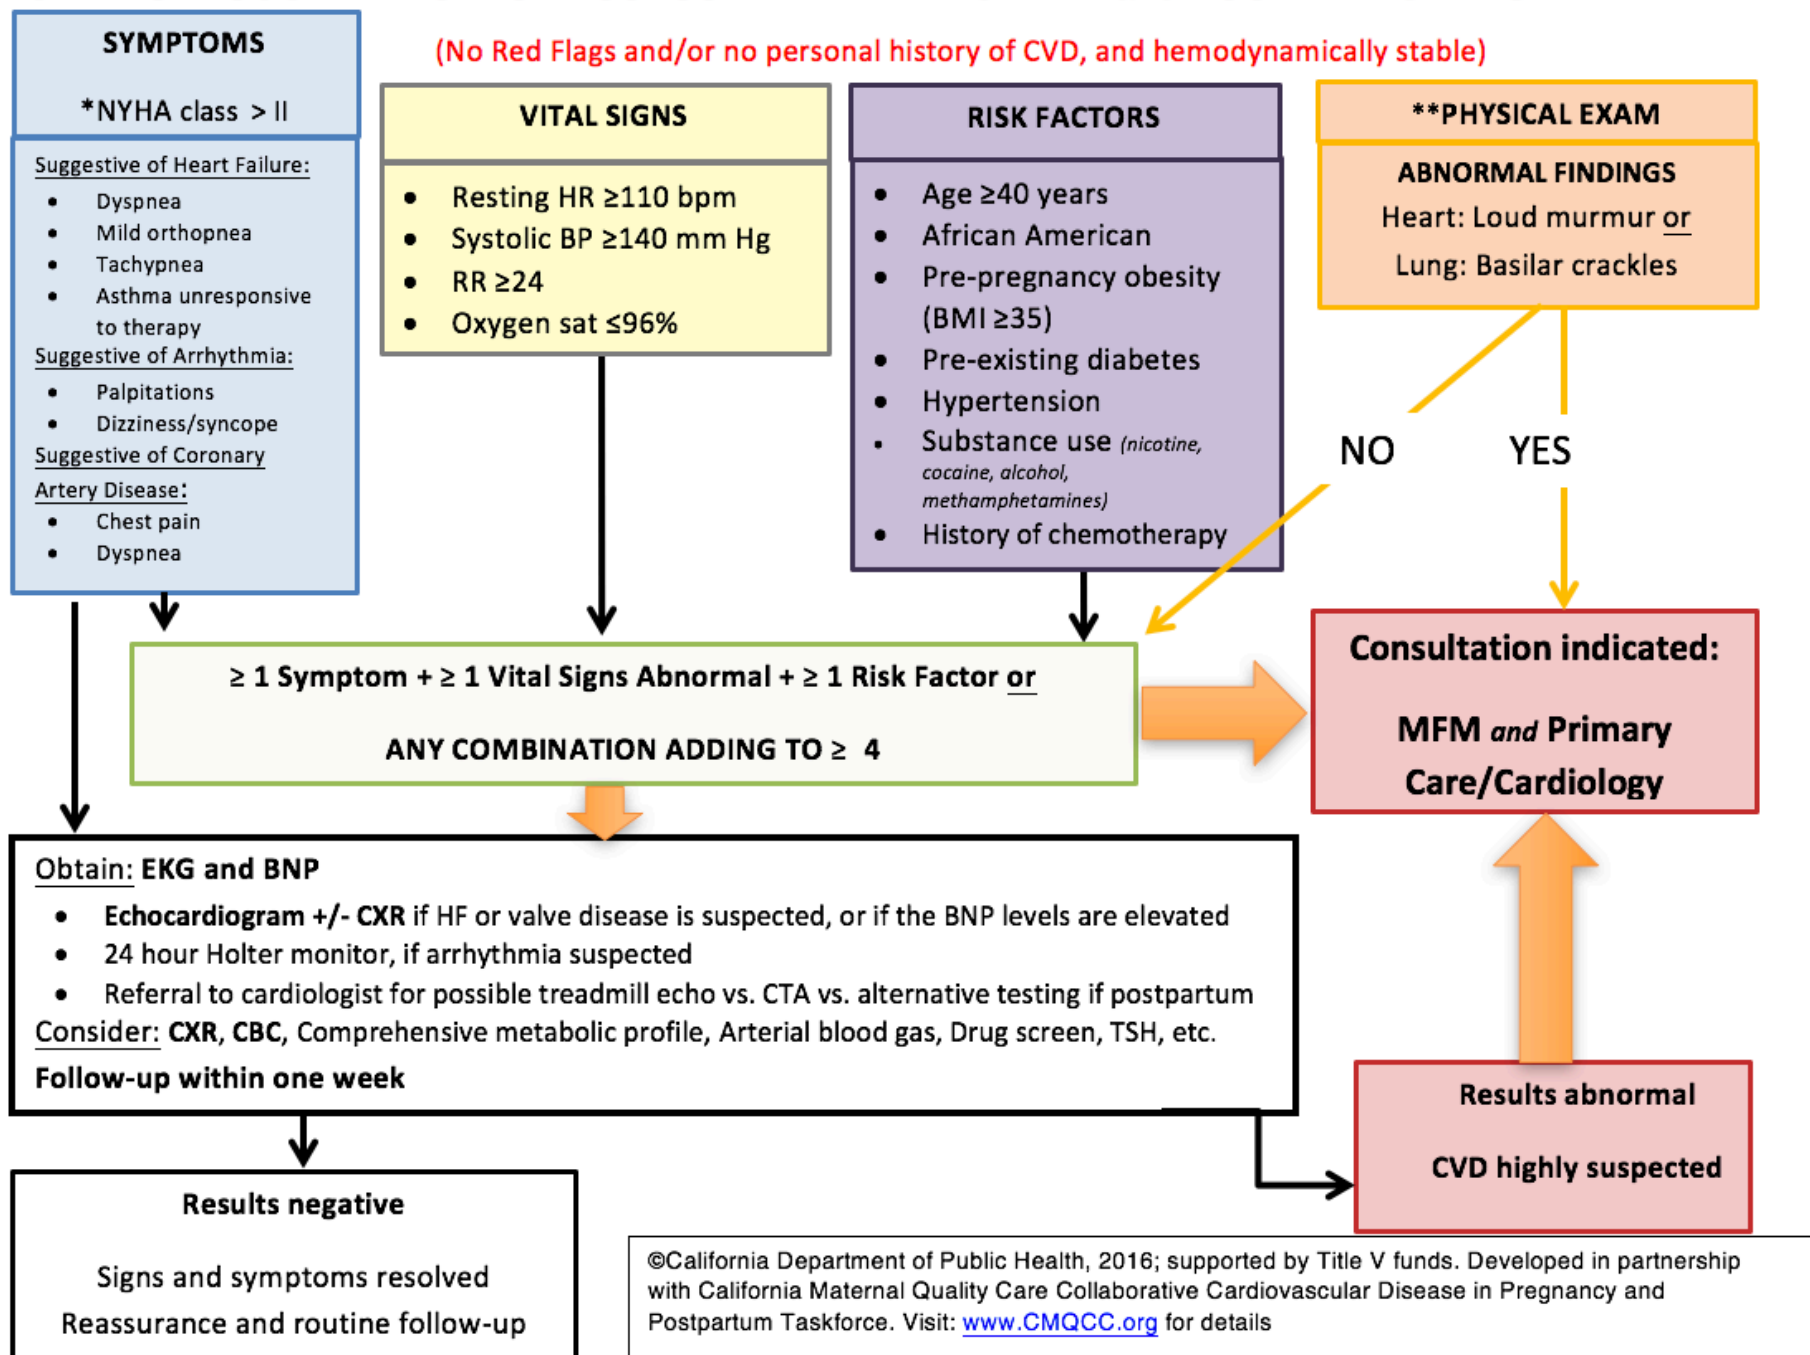 (No Red Flags and/or no personal history of CVD, and hemodynamically stable)
SYMPTOMS
*NYHA class > II
Suggestive of Heart Failure:
• Dyspnea
• Mild orthopnea
• Tachypnea
• Asthma unresponsive
to therapy
Suggestive of Arrhythmia:
• Palpitations
• Dizziness/syncope
Suggestive of Coronary
Artery Disease:
• Chest pain
• Dyspnea
VITAL SIGNS
• Resting HR ≥110 bpm
• Systolic BP ≥140 mm Hg
• RR ≥24
• Oxygen sat ≤96%
RISK FACTORS
• Age ≥40 years
• African American
• Pre-pregnancy obesity
(BMI ≥35)
• Pre-existing diabetes
• Hypertension
• Substance use (nicotine,
cocaine, alcohol,
methamphetamines)
• History of chemotherapy
**PHYSICAL EXAM
ABNORMAL FINDINGS
Heart: Loud murmur or
Lung: Basilar crackles
NO
YES
≥ 1 Symptom + ≥ 1 Vital Signs Abnormal + ≥ 1 Risk Factor or
ANY COMBINATION ADDING TO ≥ 4
Consultation indicated:
MFM and Primary
Care/Cardiology
Obtain: EKG and BNP
• Echocardiogram +/- CXR if HF or valve disease is suspected, or if the BNP levels are elevated
• 24 hour Holter monitor, if arrhythmia suspected
• Referral to cardiologist for possible treadmill echo vs. CTA vs. alternative testing if postpartum
Consider: CXR, CBC, Comprehensive metabolic profile, Arterial blood gas, Drug screen, TSH, etc.
Follow-up within one week
Results abnormal
CVD highly suspected
Results negative
Signs and symptoms resolved
Reassurance and routine follow-up
©California Department of Public Health, 2016; supported by Title V funds. Developed in partnership
with California Maternal Quality Care Collaborative Cardiovascular Disease in Pregnancy and
Postpartum Taskforce. Visit: www.CMQCC.org for details